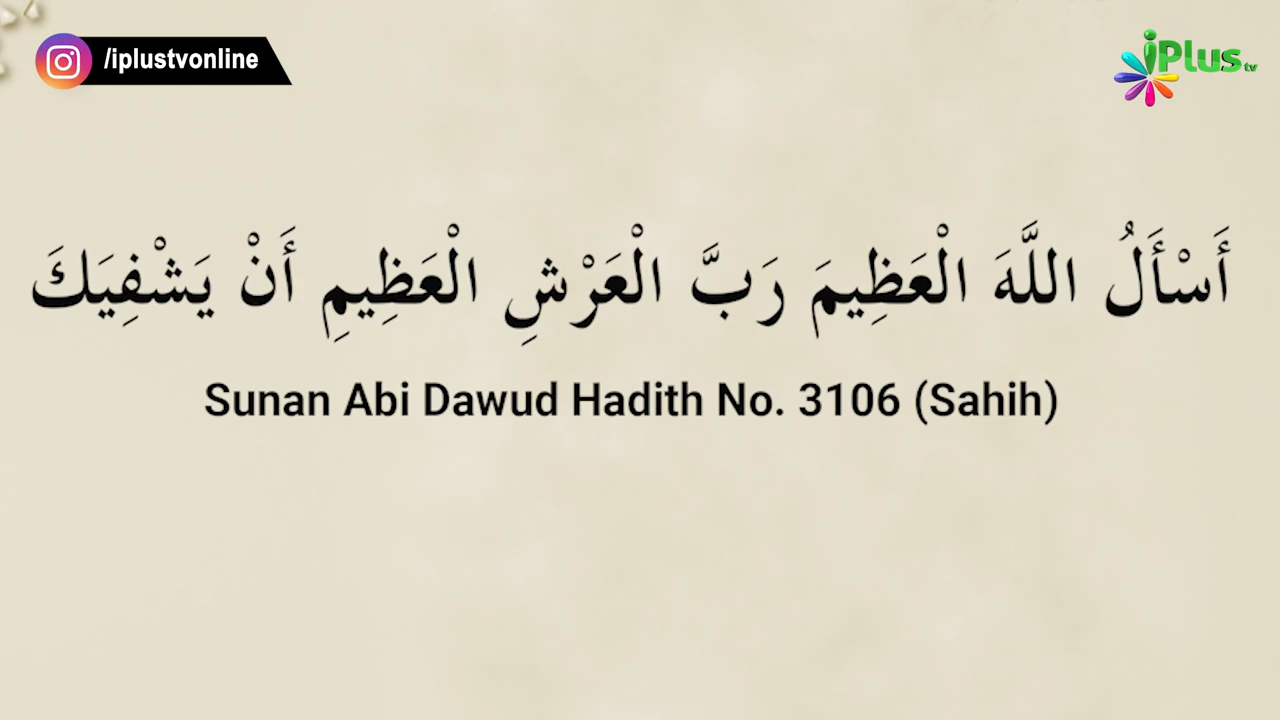 /iplustvonline
iPlus tv
أَسْأَلُ اللَّهَ الْعَظِيمَ رَبَّ الْعَرْشِ الْعَظِيمِ أَنْ يَشْفِيَكَ
Sunan Abi Dawud Hadith No. 3106 (Sahih)